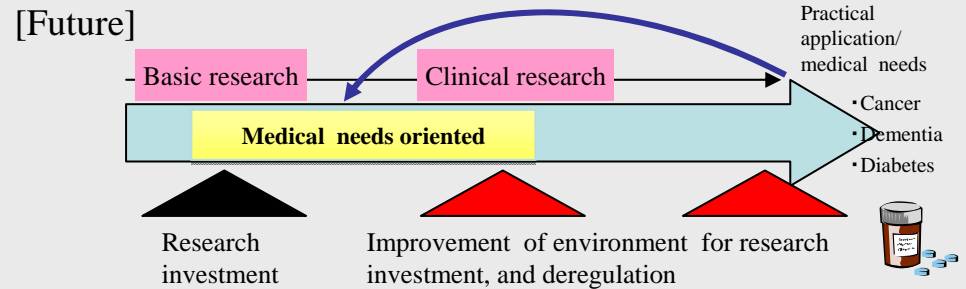 [Future]
Practical
application/
medical needs
Basic research
Clinical research
・Cancer
・Dementia
・Diabetes
Medical needs oriented
Research
investment
Improvement of environment for research
investment, and deregulation